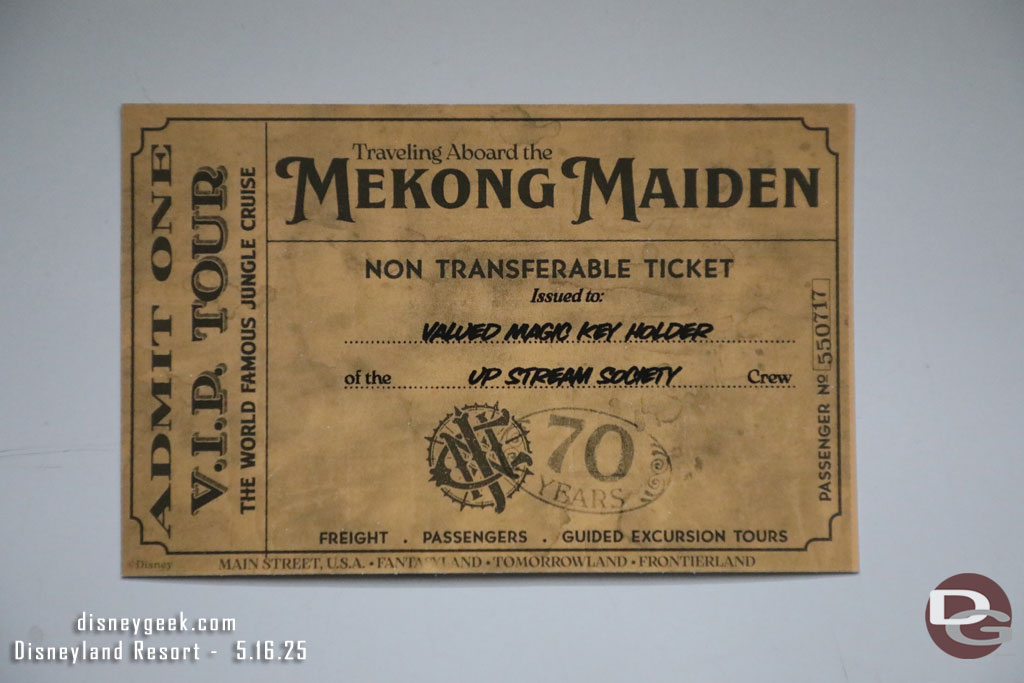 ADMIT ONE
V.I.P. TOUR
THE WORLD FAMOUS JUNGLE CRUISE
Traveling Aboard the
MEKONG MAIDEN
NON TRANSFERABLE TICKET
Issued to:
VALUED MAGIC KEY HOLDER
of the UP STREAM SOCIETY Crew
70
YEARS
FREIGHT . PASSENGERS . GUIDED EXCURSION TOURS
PASSENGER Nº 550717
©Disney
MAIN STREET, U.S.A. • FANTASYLAND • TOMORROWLAND • FRONTIERLAND
disneygeek.com
Disneyland Resort - 5.16.25
DG